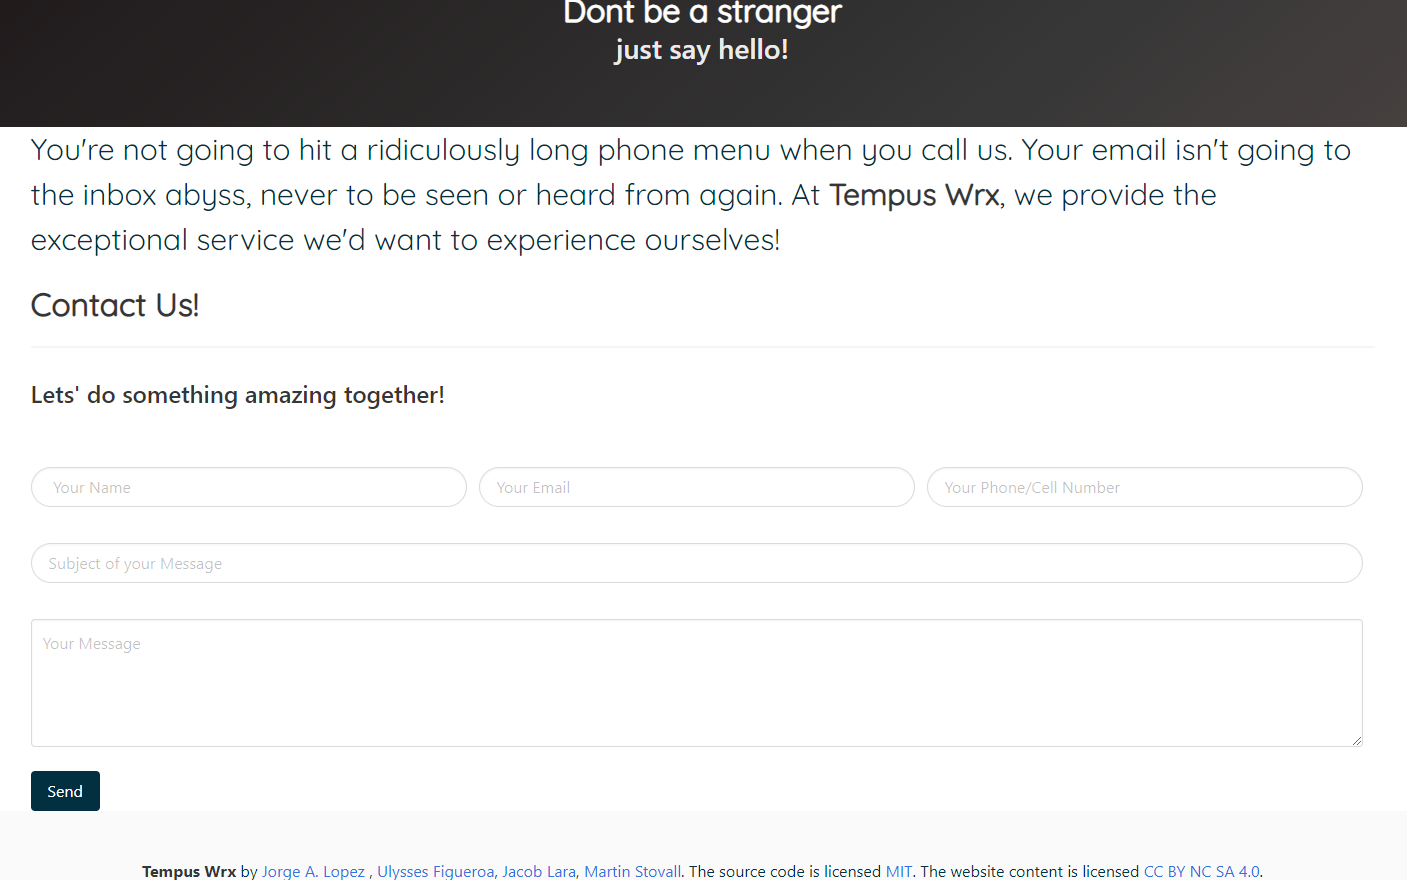 Dont be a stranger
just say hello!
You're not going to hit a ridiculously long phone menu when you call us. Your email isn't going to
the inbox abyss, never to be seen or heard from again. At Tempus Wrx, we provide the
exceptional service we'd want to experience ourselves!
Contact Us!
Lets' do something amazing together!
Your Name
Your Email
Your Phone/Cell Number
Subject of your Message
Your Message
Send
Tempus Wrx by Jorge A. Lopez , Ulysses Figueroa, Jacob Lara, Martin Stovall. The source code is licensed MIT. The website content is licensed CC BY NC SA 4.0.